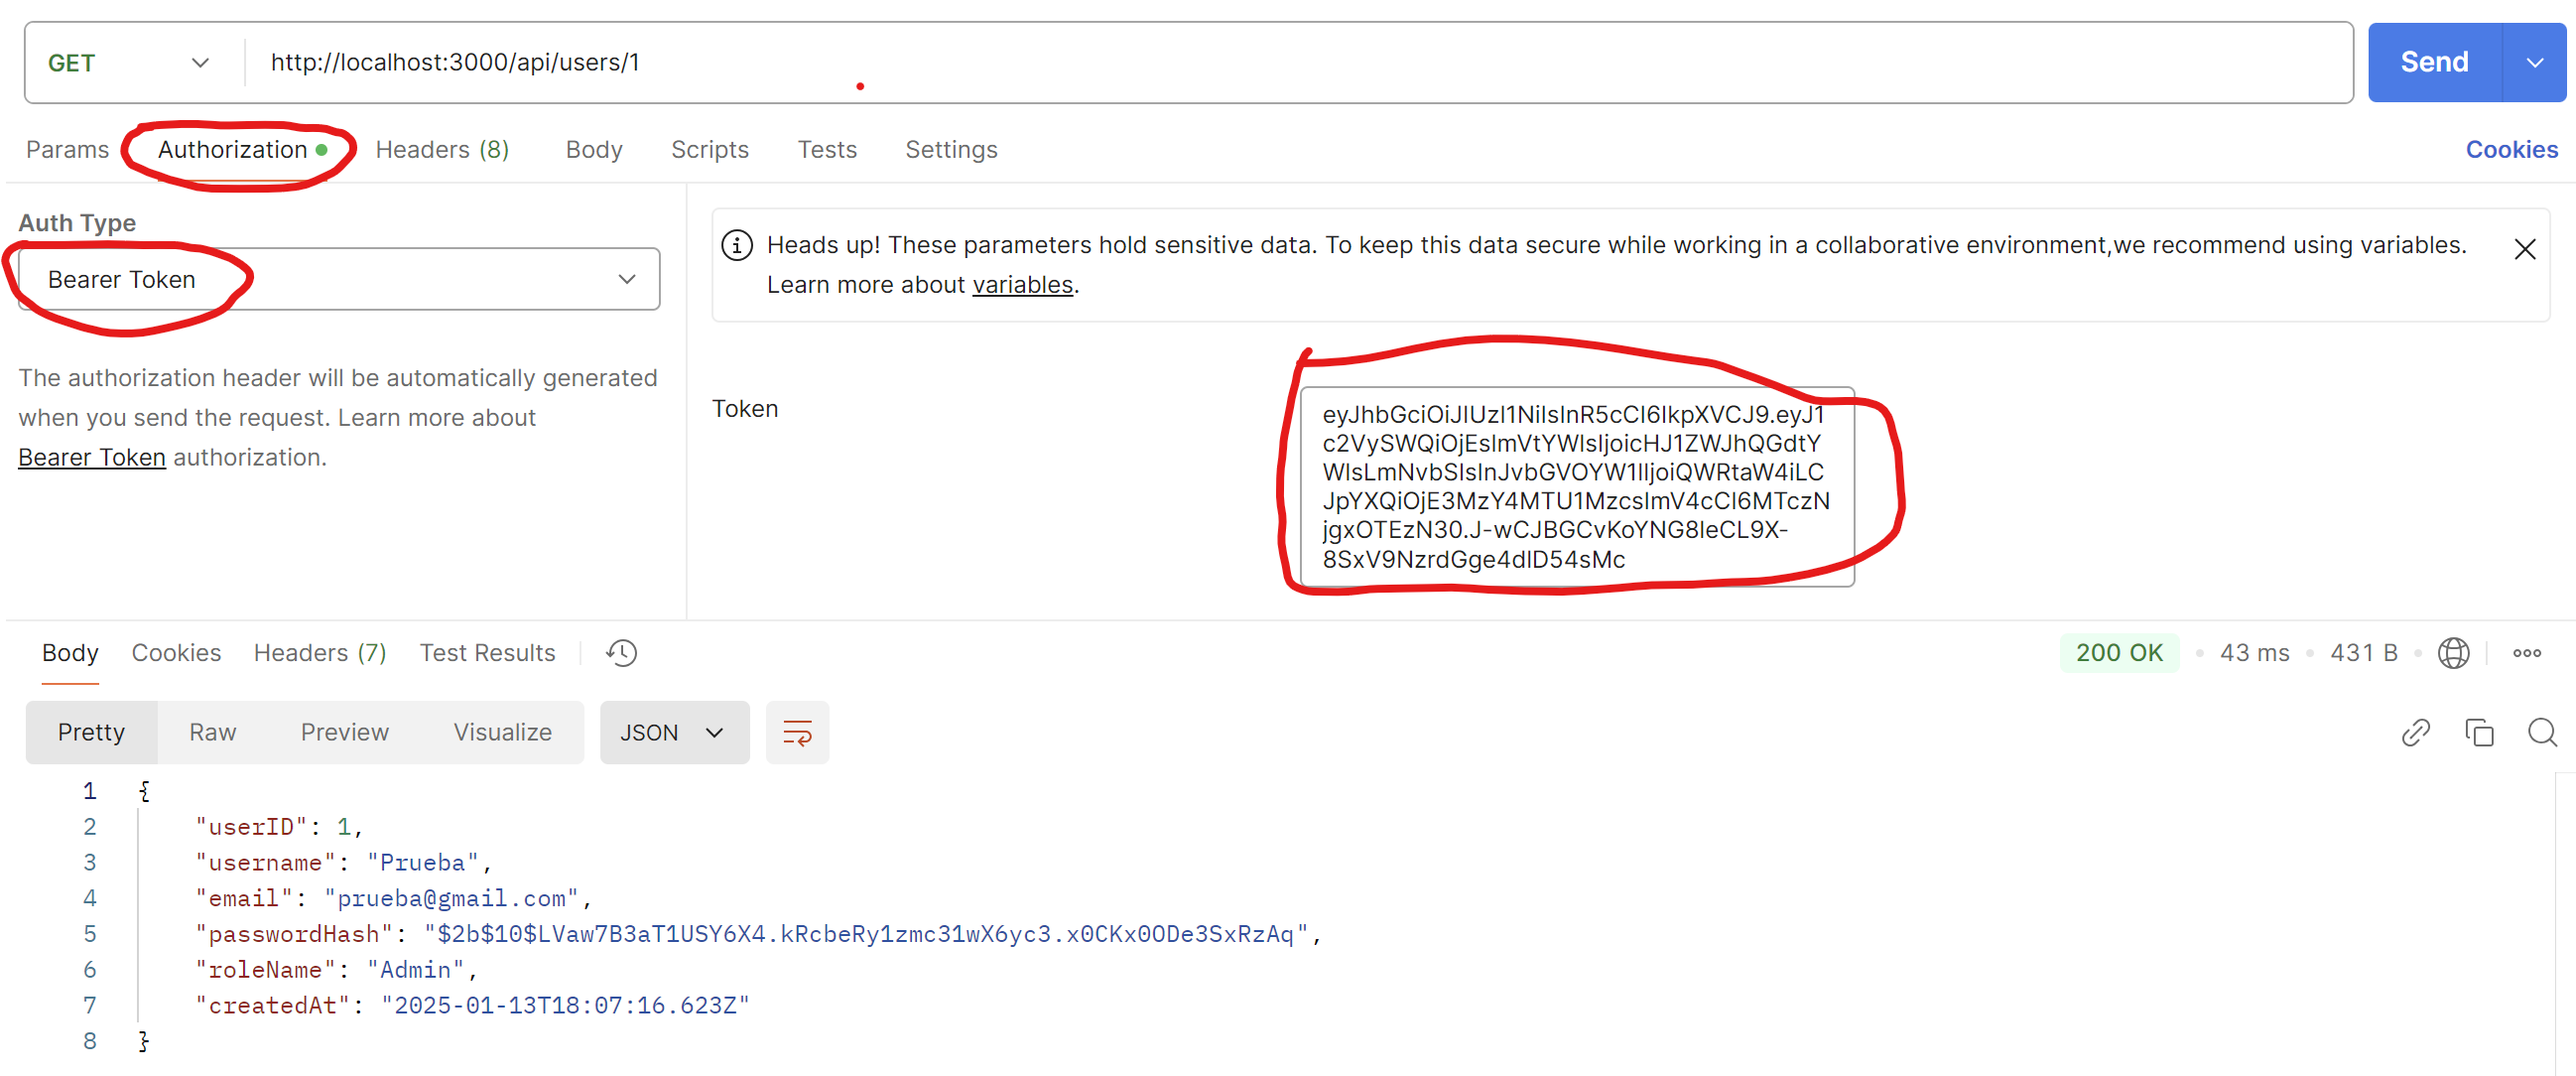 GET http://localhost:3000/api/users/1 Send
Params Authorization Headers (8) Body Scripts Tests Settings Cookies
Auth Type
Bearer Token
The authorization header will be automatically generated
when you send the request. Learn more about
Bearer Token authorization.
Heads up! These parameters hold sensitive data. To keep this data secure while working in a collaborative environment,we recommend using variables.
Learn more about variables.
Token
eyJhbGciOiJIUzI1NiIsInR5cCI6IkpXVCJ9.eyJ1
c2VySWQiOjEsImVtYWlsIjoicHJ1ZWJhQGdtY
WlsLmNvbSIsInJvbGVOYW1lIjoiQWRtaW4iLC
JpYXQiOjE3MzY4MTU1MzcsImV4cCI6MTczN
jgxOTEzN30.J-wCJBGCvKoYNG8leCL9X-
8SxV9NzrdGge4dlD54sMc
Body Cookies Headers (7) Test Results 200 OK 43 ms 431 B
Pretty Raw Preview Visualize JSON
1 {
2 "userID": 1,
3 "username": "Prueba",
4 "email": "prueba@gmail.com",
5 "passwordHash": "$2b$10$LVaw7B3aT1USY6X4.kRcbeRy1zmc31wX6yc3.x0CKx0ODe3SxRzAq",
6 "roleName": "Admin",
7 "createdAt": "2025-01-13T18:07:16.623Z"
8 }